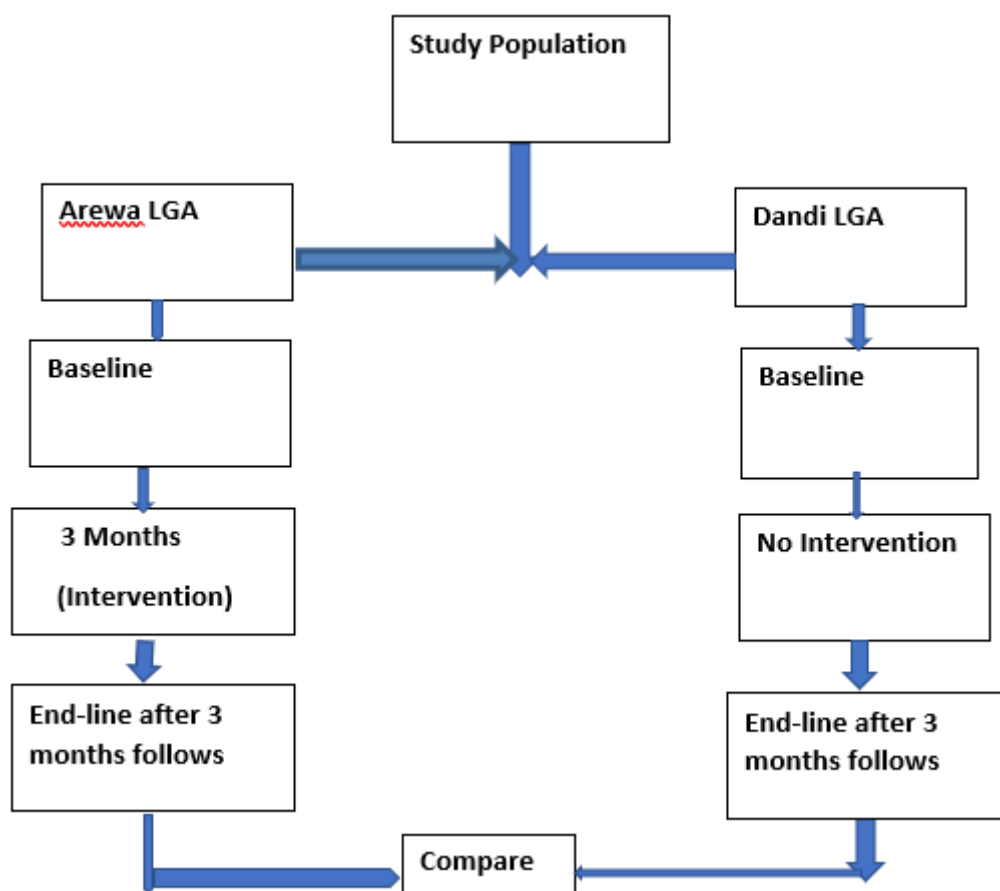 Study Population
Arewa LGA
Dandi LGA
Baseline
Baseline
3 Months
(Intervention)
No Intervention
End-line after 3
months follows
End-line after 3
months follows
Compare